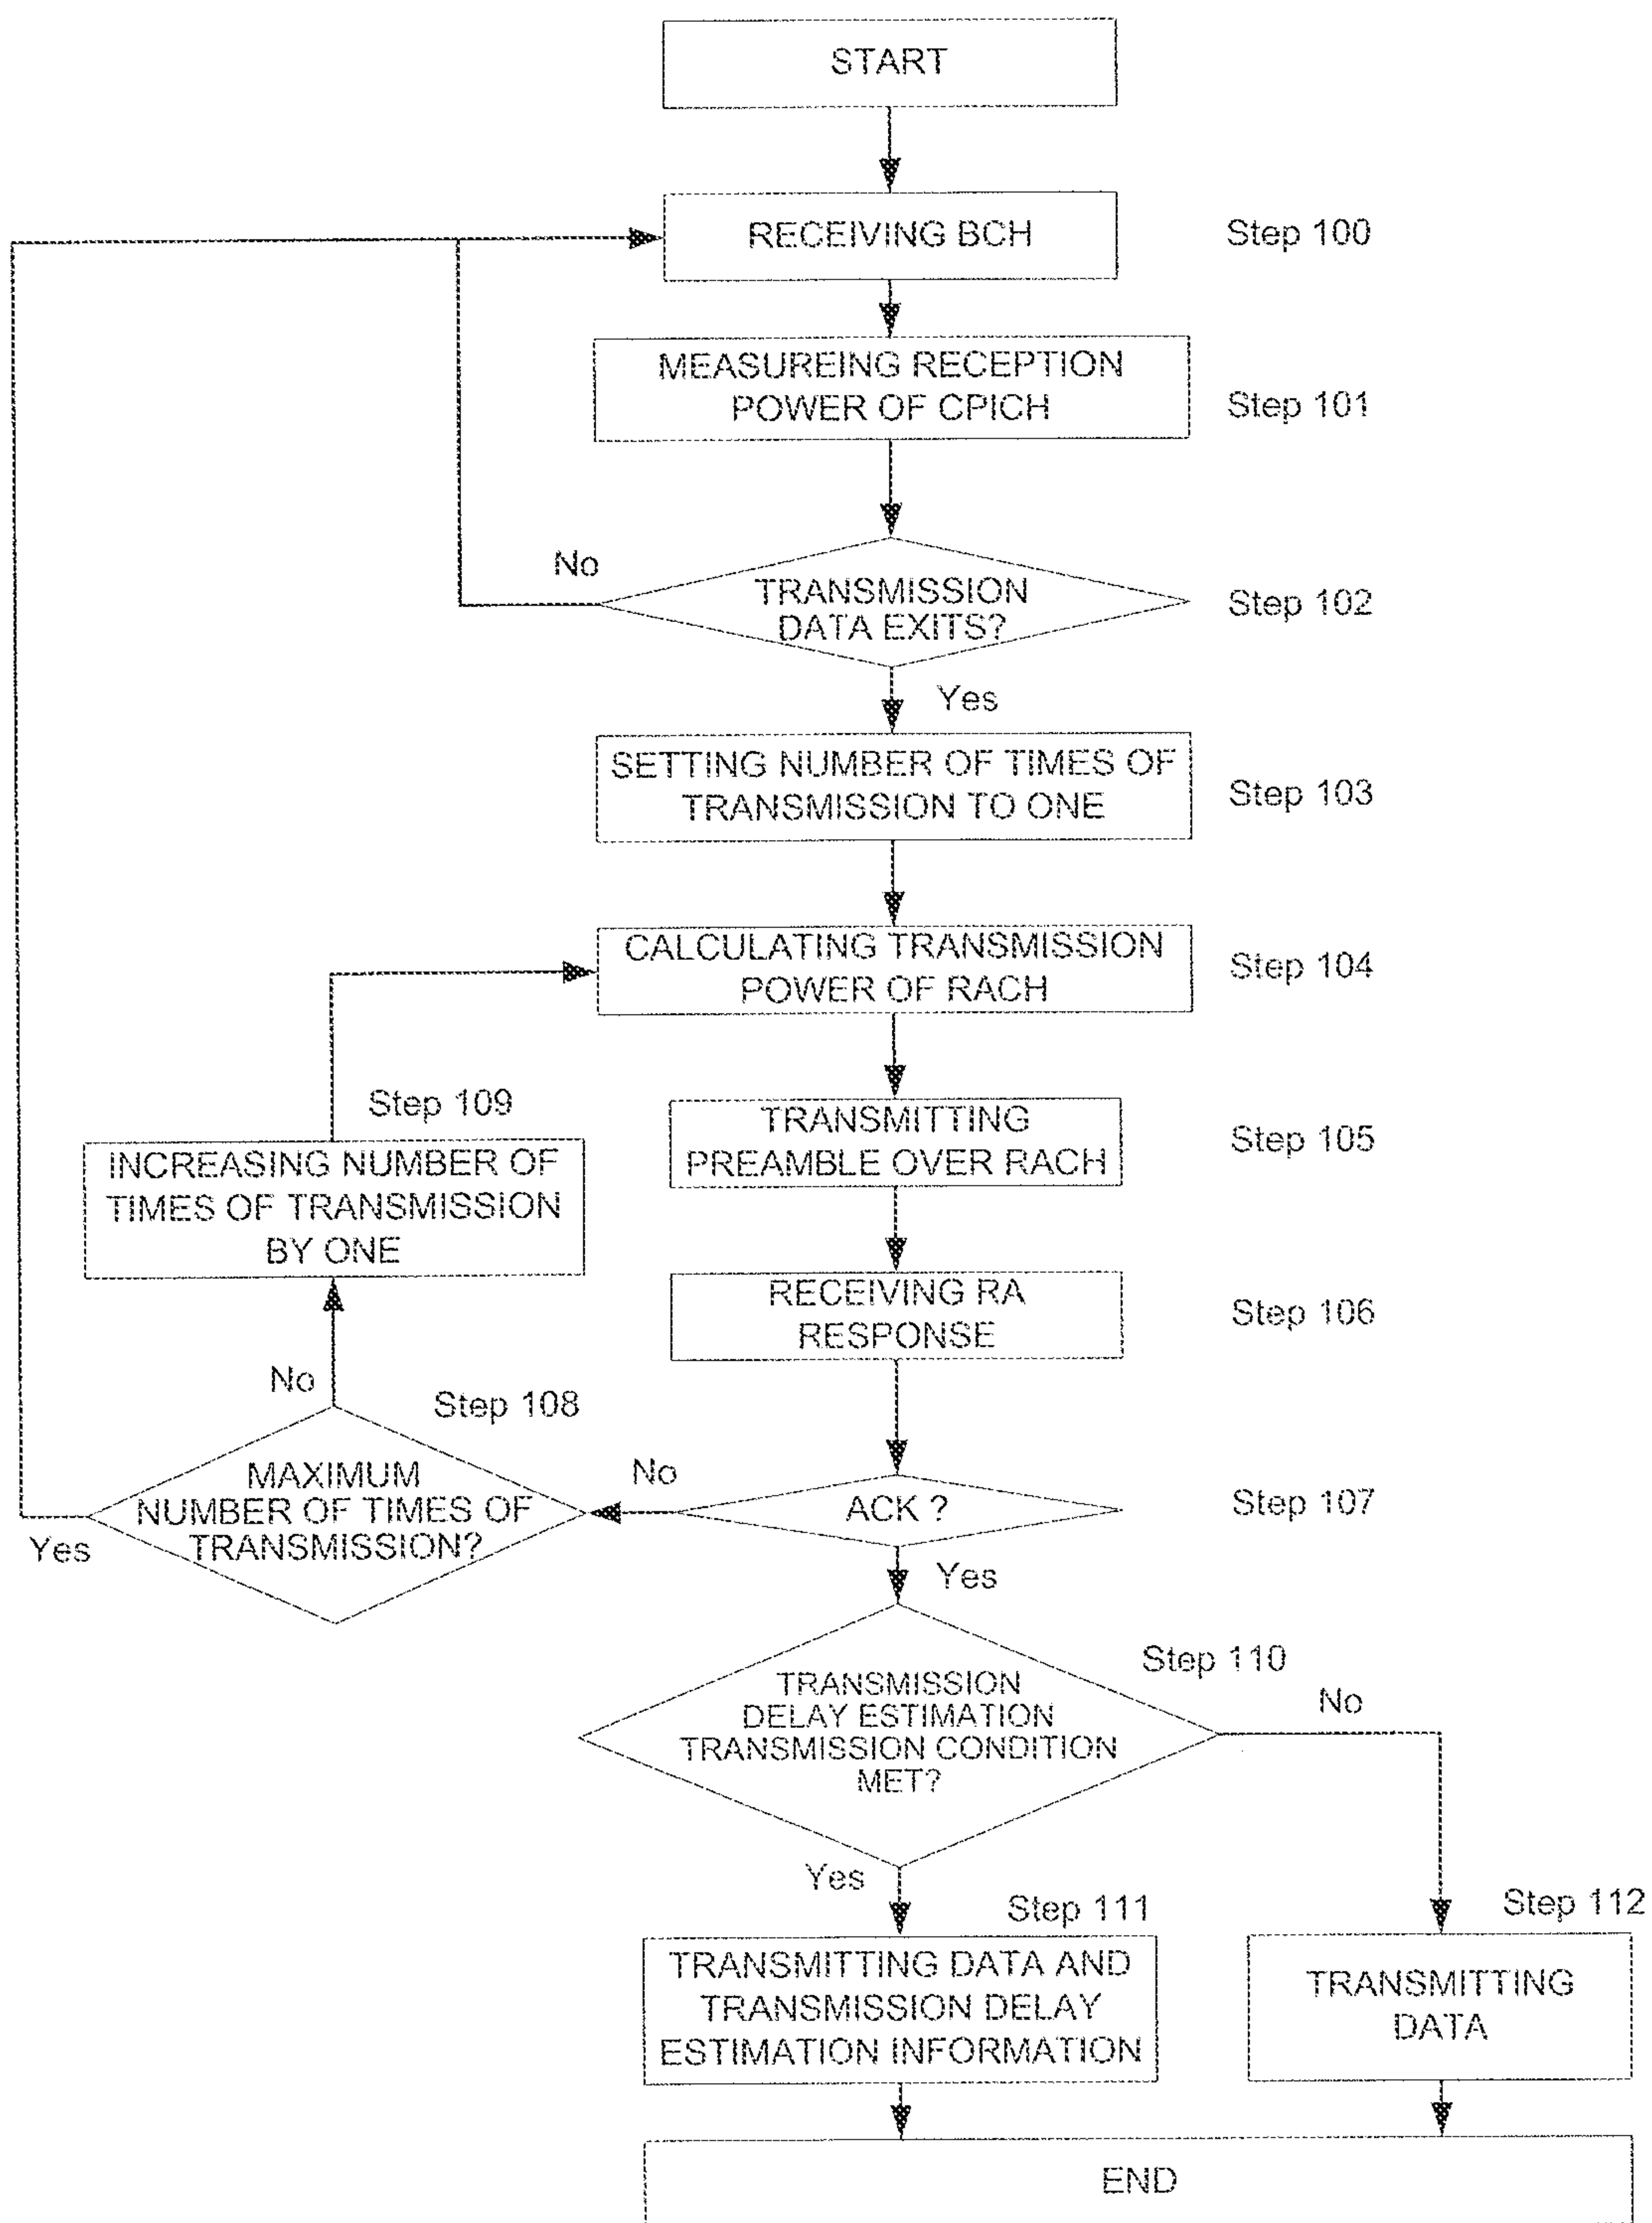 START
RECEIVING BCH
Step 100
MEASUREING RECEPTION
POWER OF CPICH
Step 101
No
TRANSMISSION
DATA EXITS?
Step 102
Yes
SETTING NUMBER OF TIMES OF
TRANSMISSION TO ONE
Step 103
CALCULATING TRANSMISSION
POWER OF RACH
Step 104
Step 109
INCREASING NUMBER OF
TIMES OF TRANSMISSION
BY ONE
TRANSMITTING
PREAMBLE OVER RACH
Step 105
RECEIVING RA
RESPONSE
Step 106
No
Step 108
MAXIMUM
NUMBER OF TIMES OF
TRANSMISSION?
Yes
No
ACK ?
Step 107
Yes
Step 110
TRANSMISSION
DELAY ESTIMATION
TRANSMISSION CONDITION
MET?
No
Yes
Step 111
Step 112
TRANSMITTING DATA AND
TRANSMISSION DELAY
ESTIMATION INFORMATION
TRANSMITTING
DATA
END